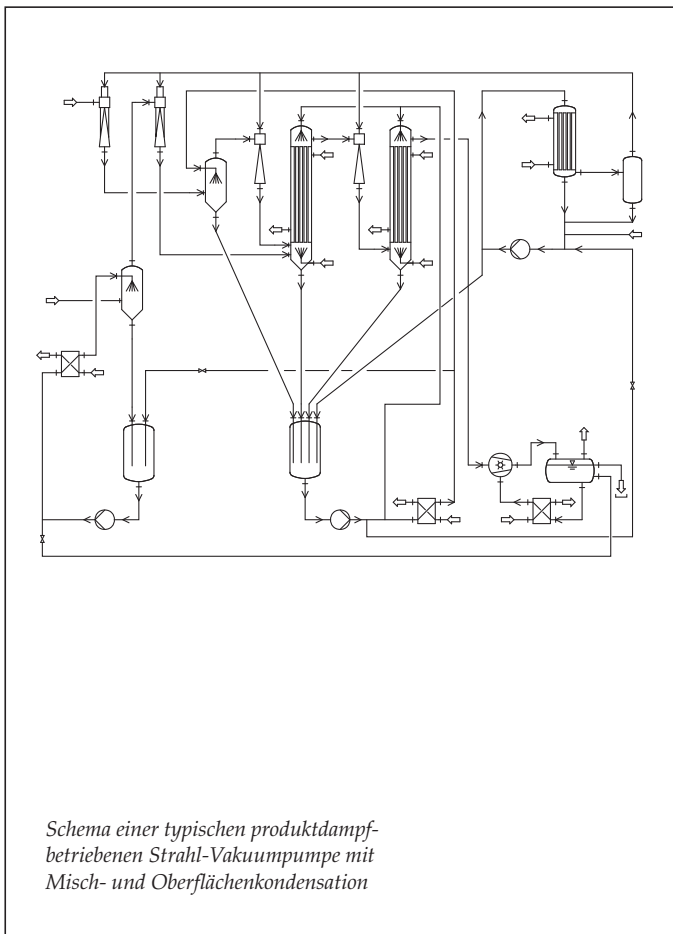 Schema einer typischen produktdampf-
betriebenen Strahl-Vakuumpumpe mit
Misch- und Oberflächenkondensation